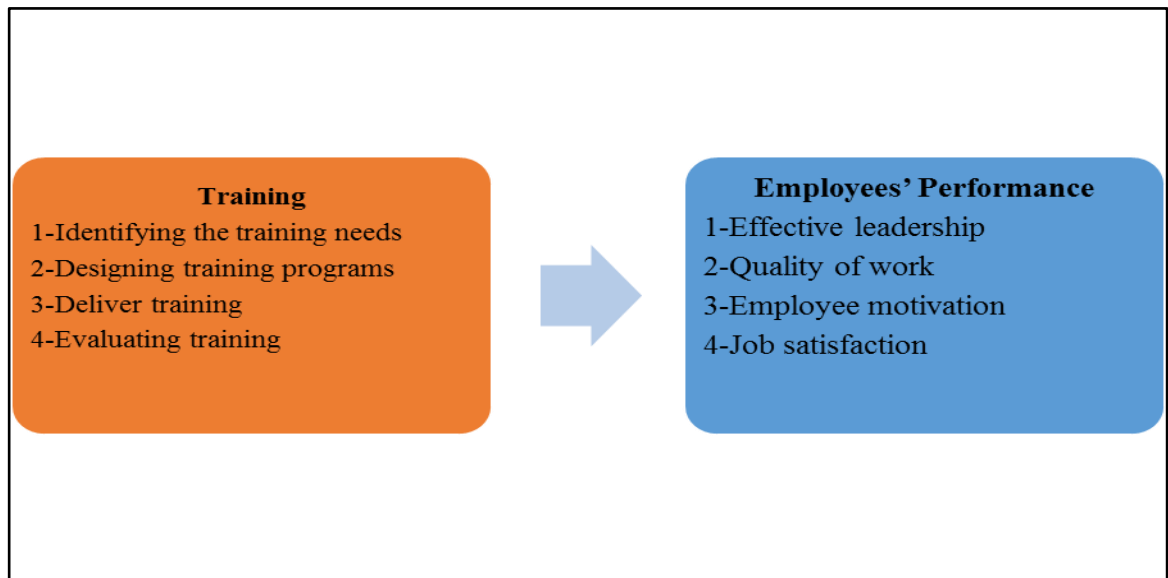 Training
1-Identifying the training needs
2-Designing training programs
3-Deliver training
4-Evaluating training
Employees’ Performance
1-Effective leadership
2-Quality of work
3-Employee motivation
4-Job satisfaction